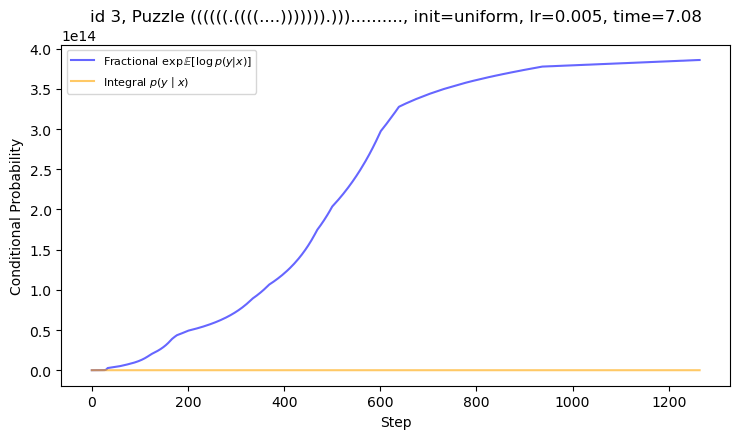 id 3, Puzzle ((((((.((((....))))))).)))).........., init=uniform, lr=0.005, time=7.08
1e14
Fractional exp 𝔼[log p(y|x)]
Integral p(y | x)
4.0
3.5
3.0
2.5
2.0
1.5
1.0
0.5
0.0
Conditional Probability
0
200
400
600
800
1000
1200
Step